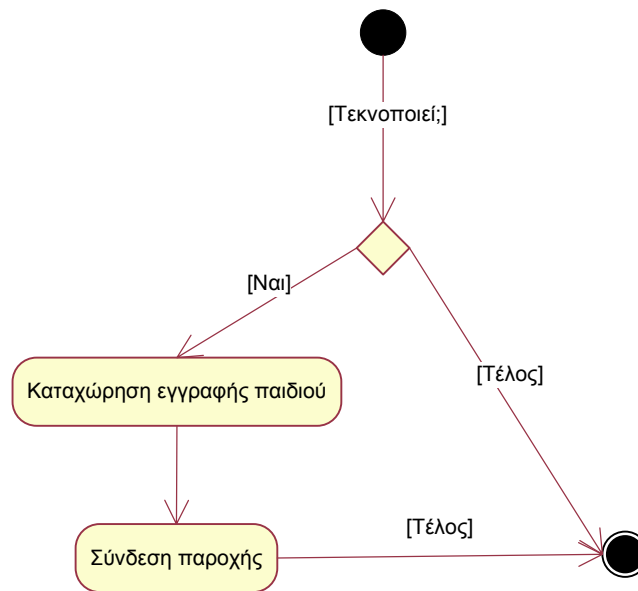 [Τεκνοποιεί;]
[Ναι]
[Τέλος]
Καταχώρηση εγγραφής παιδιού
[Τέλος]
Σύνδεση παροχής